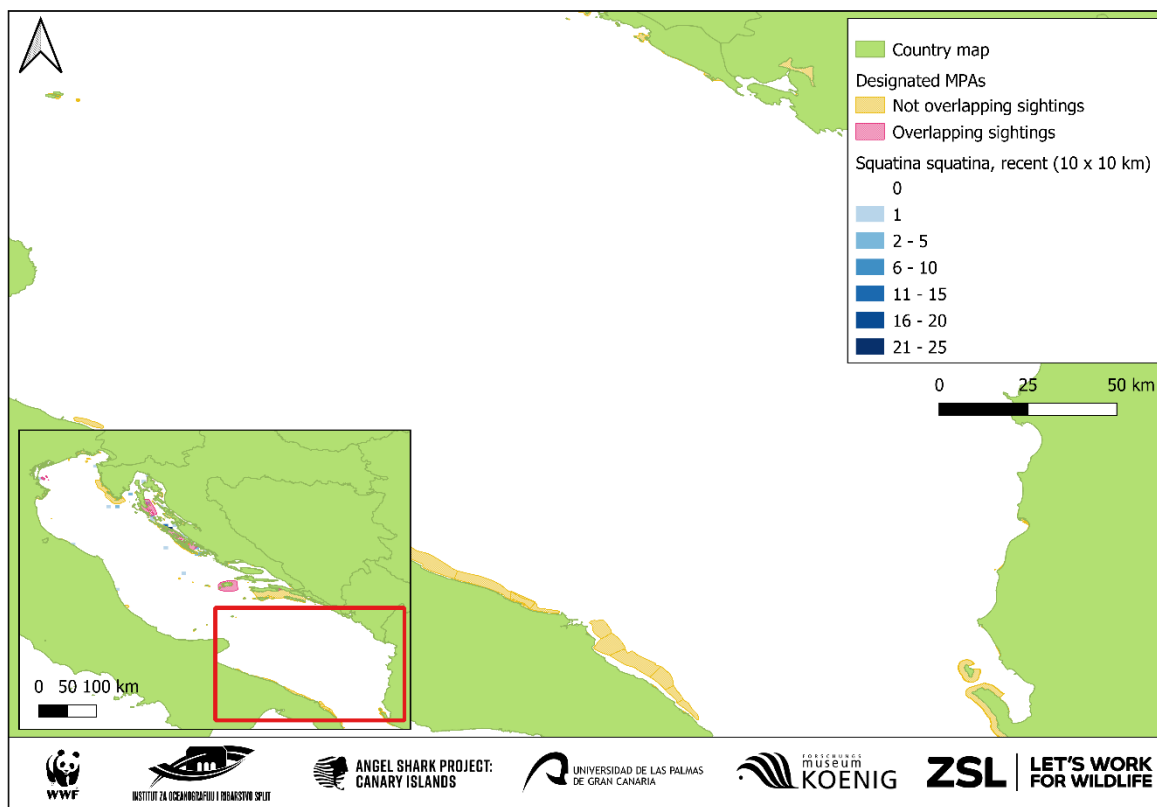 Country map
Designated MPAs
Not overlapping sightings
Overlapping sightings
Squatina squatina, recent (10 x 10 km)
0
1
2 - 5
6 - 10
11 - 15
16 - 20
21 - 25
0 25 50 km
0 50 100 km
WWF
INSTITUT ZA OCEANOGRAFIJU I RIBARSTVO SPLIT
ANGEL SHARK PROJECT:
CANARY ISLANDS
UNIVERSIDAD DE LAS PALMAS
DE GRAN CANARIA
FORSCHUNGS
museum
KOENIG
ZSL
LET'S WORK
FOR WILDLIFE